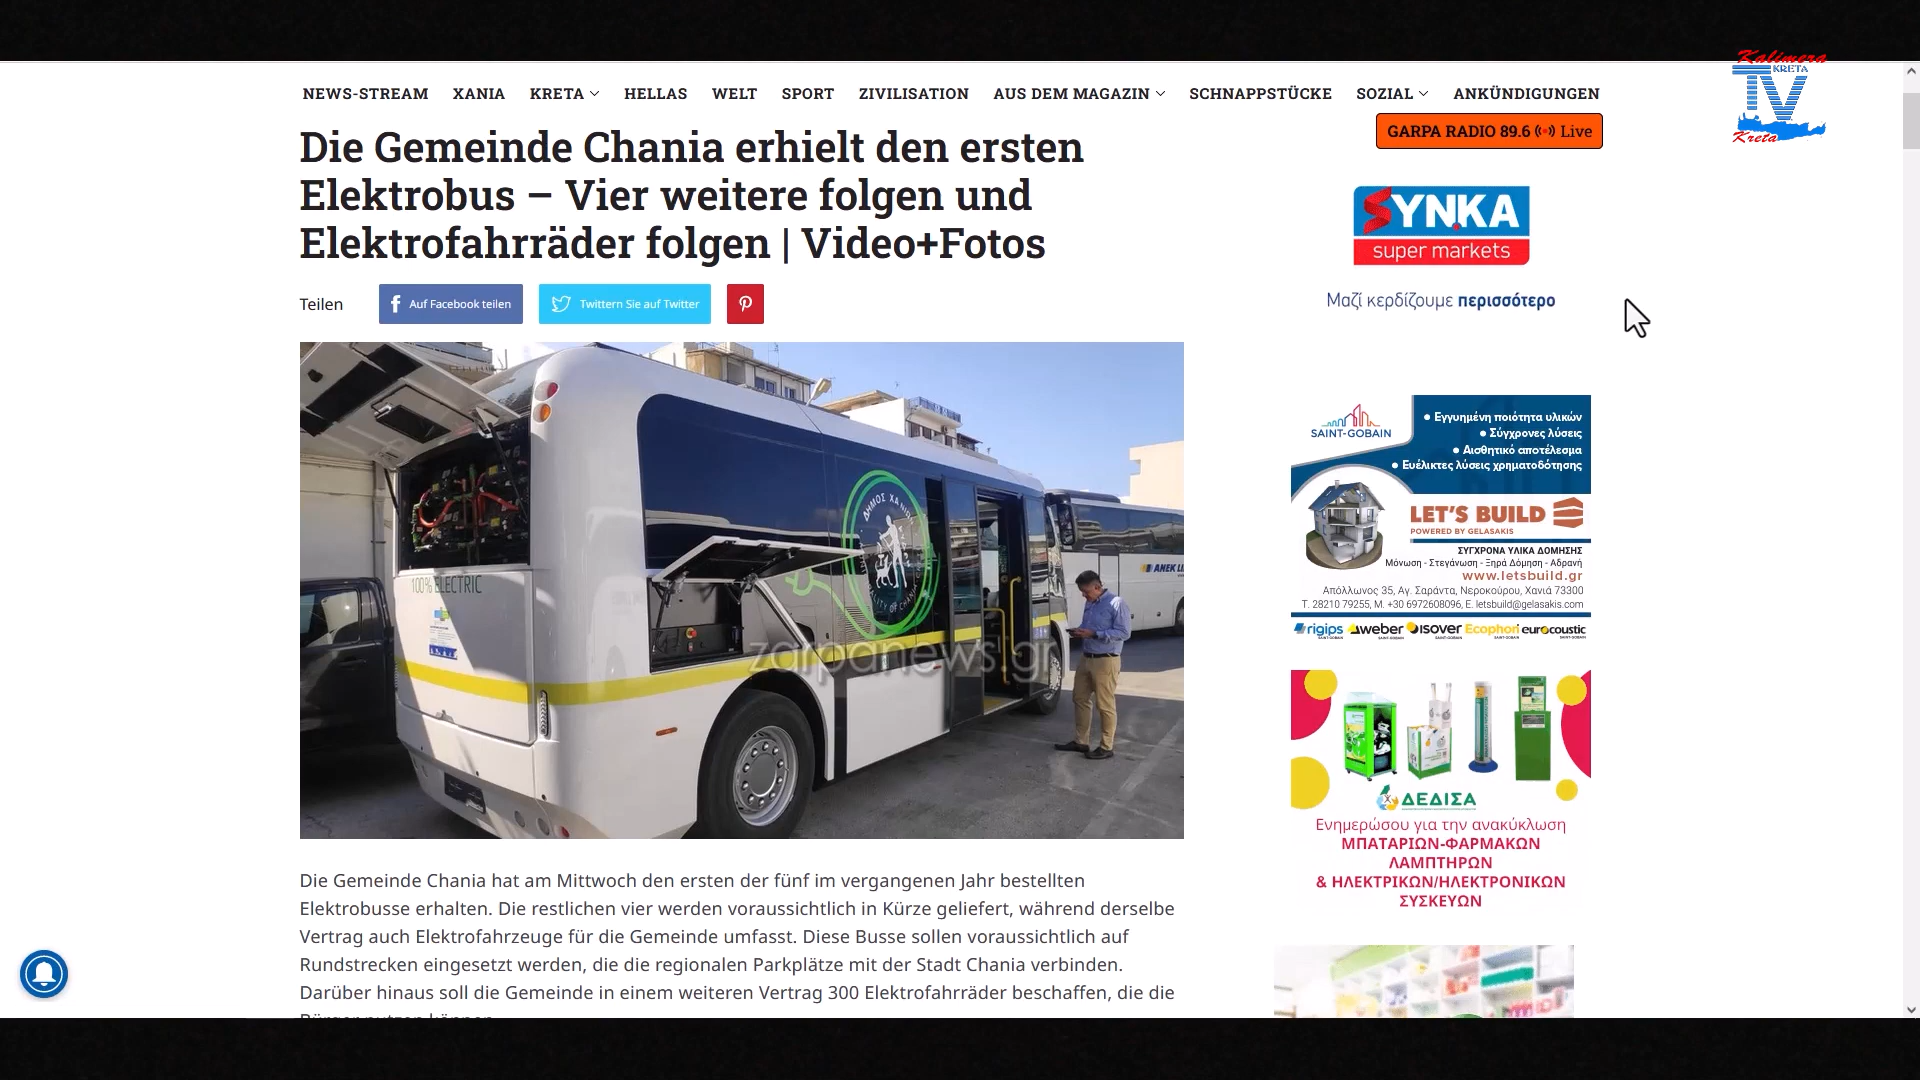 Kalimera
KRETA
TV
Kreta
NEWS-STREAM XANIA KRETA HELLAS WELT SPORT ZIVILISATION AUS DEM MAGAZIN SCHNAPPSTÜCKE SOZIAL ANKÜNDIGUNGEN
GARPA RADIO 89.6 Live
Die Gemeinde Chania erhielt den ersten
Elektrobus – Vier weitere folgen und
Elektrofahrräder folgen | Video+Fotos
Teilen
Auf Facebook teilen
Twittern Sie auf Twitter
100% ELECTRIC
ΔΗΜΟΣ ΧΑΝΙΩΝ
ANEK
zarpanews.gr
Die Gemeinde Chania hat am Mittwoch den ersten der fünf im vergangenen Jahr bestellten
Elektrobusse erhalten. Die restlichen vier werden voraussichtlich in Kürze geliefert, während derselbe
Vertrag auch Elektrofahrzeuge für die Gemeinde umfasst. Diese Busse sollen voraussichtlich auf
Rundstrecken eingesetzt werden, die die regionalen Parkplätze mit der Stadt Chania verbinden.
Darüber hinaus soll die Gemeinde in einem weiteren Vertrag 300 Elektrofahrräder beschaffen, die die
SYNKA
super markets
Μαζί κερδίζουμε περισσότερο
SAINT-GOBAIN
● Εγγυημένη ποιότητα υλικών
● Σύγχρονες λύσεις
● Αισθητικό αποτέλεσμα
● Ευέλικτες λύσεις χρηματοδότησης
LET'S BUILD
POWERED BY GELASAKIS
ΣΥΓΧΡΟΝΑ ΥΛΙΚΑ ΔΟΜΗΣΗΣ
Μόνωση - Στεγάνωση - Ξηρά Δόμηση - Αδρανή
www.letsbuild.gr
Απόλλωνος 35, Αγ. Σαράντα, Νεροκούρου, Χανιά 73300
Τ. 28210 79255, Μ. +30 6972608096, E. letsbuild@gelasakis.com
rigips weber isover Ecophon eurocoustic
ΔΕΔΙΣΑ
Ενημερώσου για την ανακύκλωση
ΜΠΑΤΑΡΙΩΝ-ΦΑΡΜΑΚΩΝ
ΛΑΜΠΤΗΡΩΝ
& ΗΛΕΚΤΡΙΚΩΝ/ΗΛΕΚΤΡΟΝΙΚΩΝ
ΣΥΣΚΕΥΩΝ